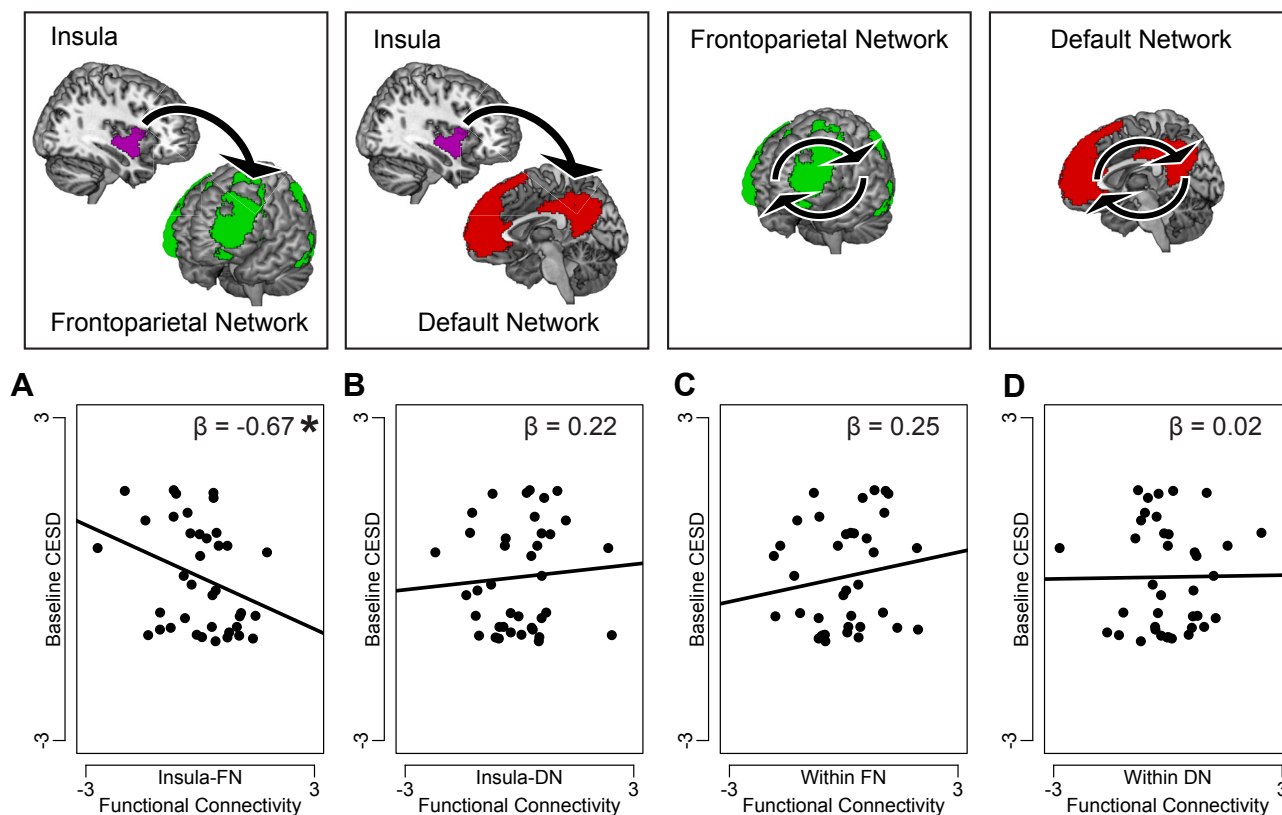 Insula
Frontoparietal Network
Insula
Default Network
Frontoparietal Network
Default Network
A
β = -0.67 *
3
Baseline CESD
-3
-3
Insula-FN
3
Functional Connectivity
B
β = 0.22
3
Baseline CESD
-3
-3
Insula-DN
3
Functional Connectivity
C
β = 0.25
3
Baseline CESD
-3
-3
Within FN
3
Functional Connectivity
D
β = 0.02
3
Baseline CESD
-3
-3
Within DN
3
Functional Connectivity